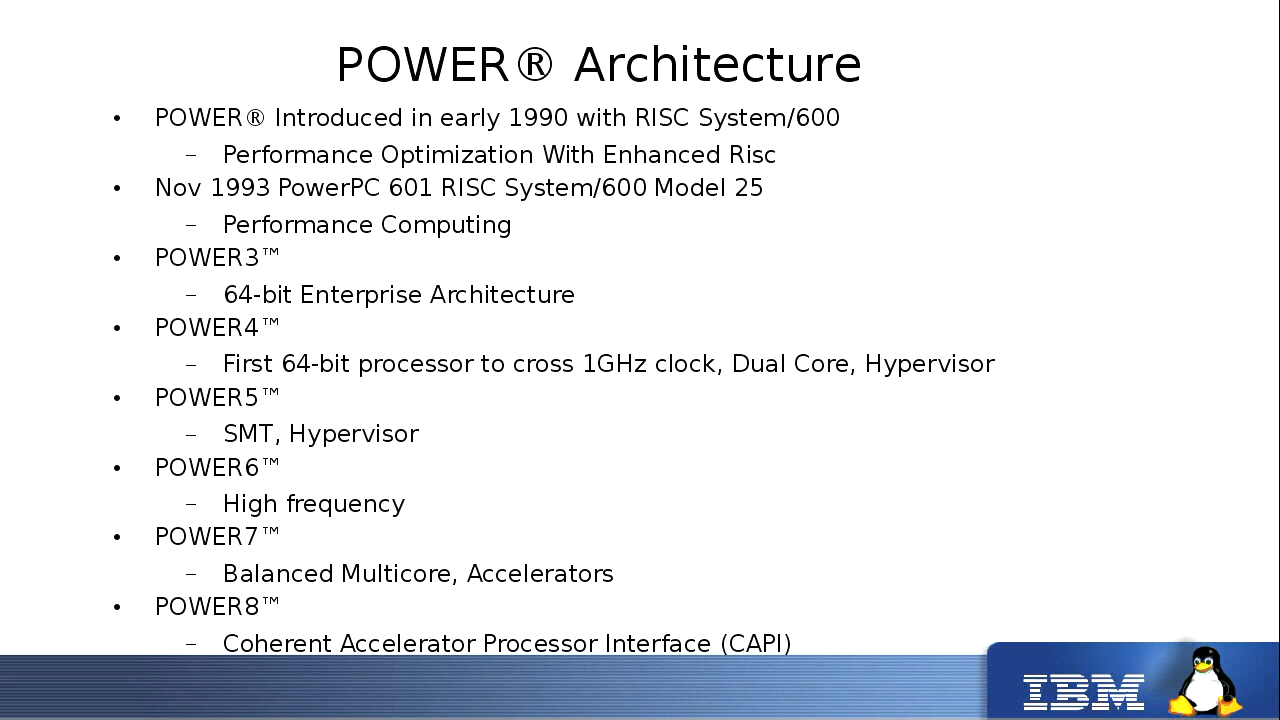 POWER® Architecture
• POWER® Introduced in early 1990 with RISC System/600
– Performance Optimization With Enhanced Risc
• Nov 1993 PowerPC 601 RISC System/600 Model 25
– Performance Computing
• POWER3™
– 64-bit Enterprise Architecture
• POWER4™
– First 64-bit processor to cross 1GHz clock, Dual Core, Hypervisor
• POWER5™
– SMT, Hypervisor
• POWER6™
– High frequency
• POWER7™
– Balanced Multicore, Accelerators
• POWER8™
– Coherent Accelerator Processor Interface (CAPI)
IBM